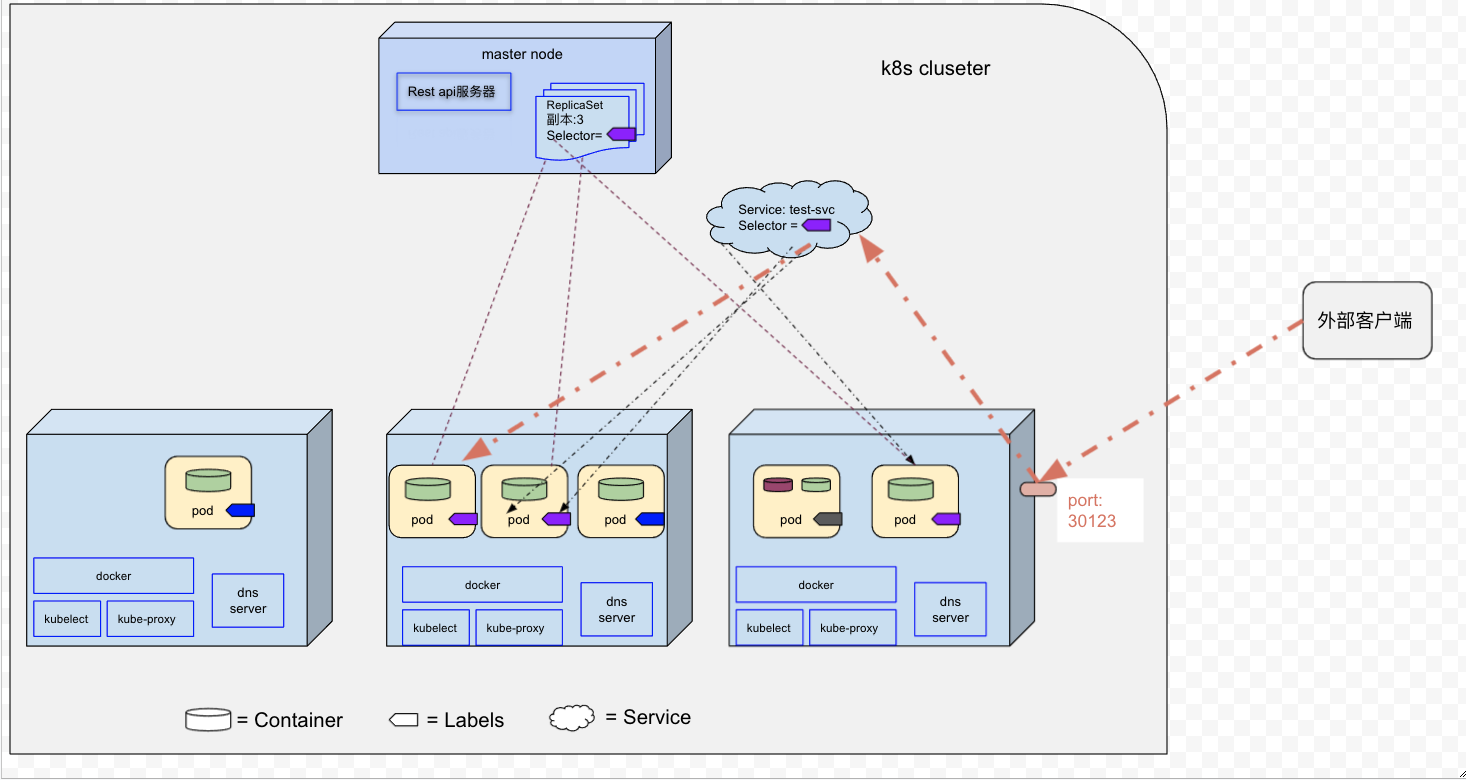 master node
k8s cluseter
Rest api服务器
ReplicaSet
副本:3
Selector=
Service: test-svc
Selector =
外部客户端
pod
docker
kubelect
kube-proxy
dns
server
pod
pod
pod
docker
kubelect
kube-proxy
dns
server
pod
pod
docker
kubelect
kube-proxy
dns
server
port:
30123
= Container
= Labels
= Service